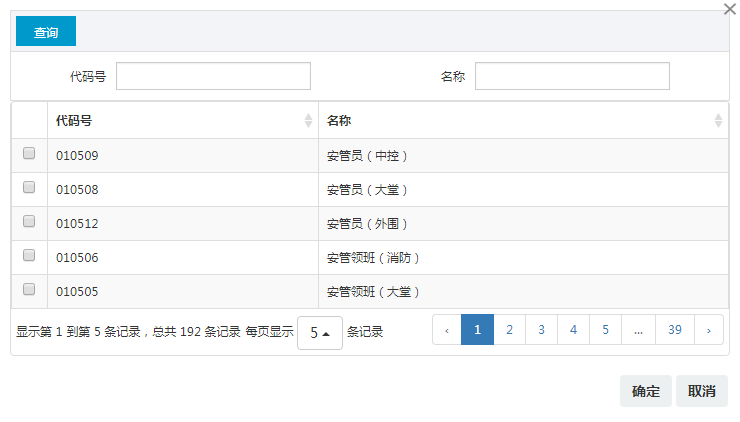 查询
代码号 名称
代码号 名称
010509 安管员（中控）
010508 安管员（大堂）
010512 安管员（外围）
010506 安管领班（消防）
010505 安管领班（大堂）
显示第 1 到第 5 条记录，总共 192 条记录 每页显示 5 条记录 ‹ 1 2 3 4 5 ... 39 ›
确定 取消